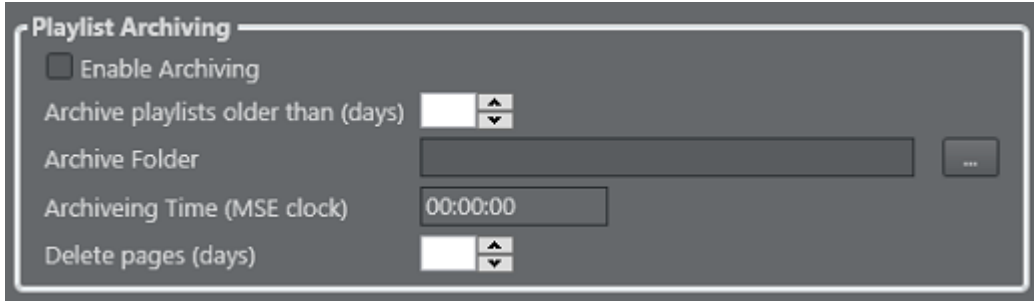 Playlist Archiving
Enable Archiving
Archive playlists older than (days)
Archive Folder ...
Archiveing Time (MSE clock) 00:00:00
Delete pages (days)